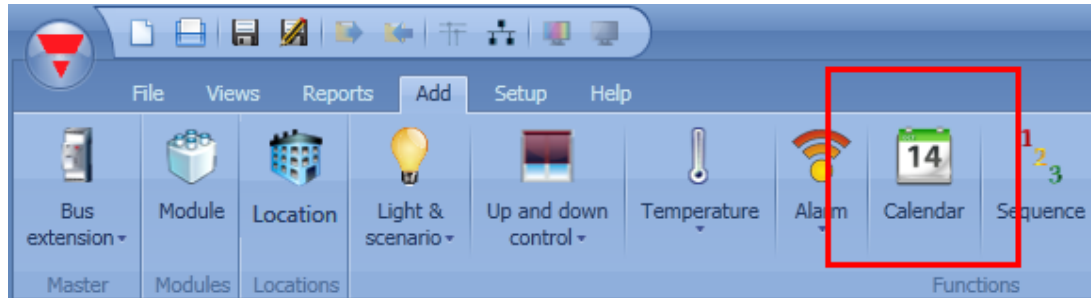 File Views Reports Add Setup Help
14
1
2
3
Bus extension
Module
Location
Light & scenario
Up and down control
Temperature
Alarm
Calendar
Sequence
Master
Modules
Locations
Functions